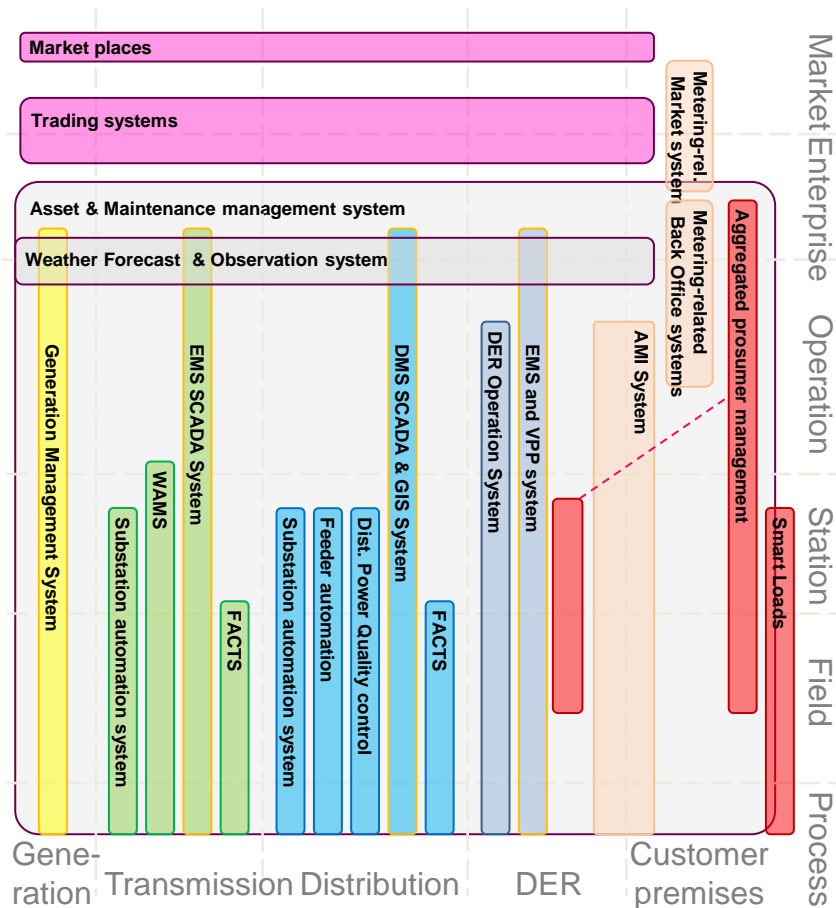 Market places
Trading systems
Asset & Maintenance management system
Weather Forecast & Observation system
Generation Management System
Substation automation system
WAMS
EMS SCADA System
FACTS
Substation automation system
Feeder automation
Dist. Power Quality control
DMS SCADA & GIS System
FACTS
DER Operation System
EMS and VPP system
AMI System
Metering-rel.
Market system
Metering-related
Back Office systems
Aggregated prosumer management
Smart Loads
Market
Enterprise
Operation
Station
Field
Process
Gene-
ration
Transmission
Distribution
DER
Customer
premises